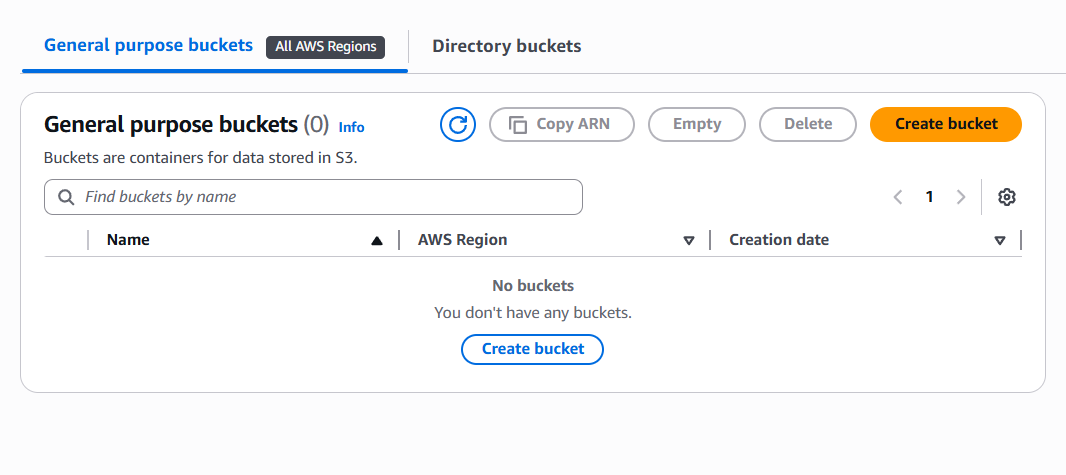 General purpose buckets All AWS Regions Directory buckets
General purpose buckets (0) Info Copy ARN Empty Delete Create bucket
Buckets are containers for data stored in S3.
Find buckets by name 1
Name AWS Region Creation date
No buckets
You don't have any buckets.
Create bucket